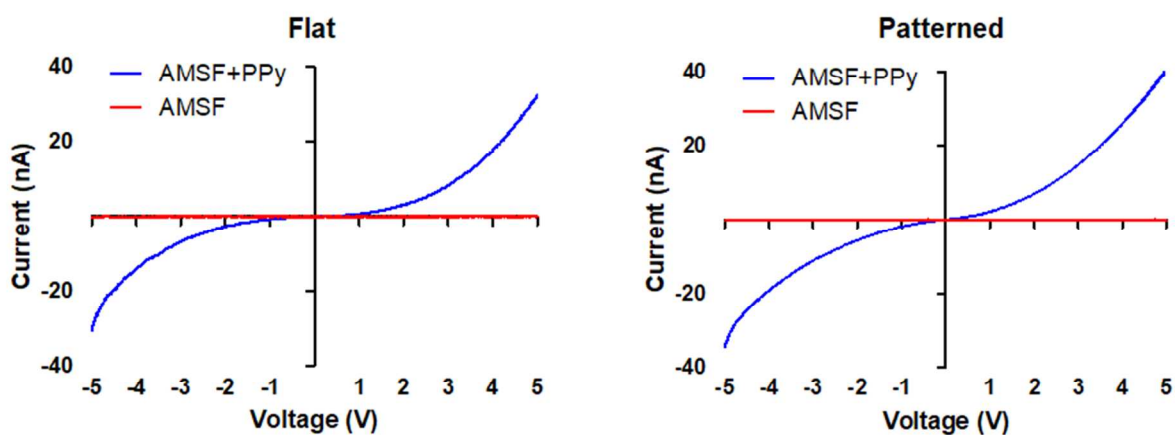 Flat
AMSF+PPy
AMSF
40
20
-20
-40
Current (nA)
-5 -4 -3 -2 -1 1 2 3 4 5
Voltage (V)
Patterned
AMSF+PPy
AMSF
40
20
-20
-40
Current (nA)
-5 -4 -3 -2 -1 1 2 3 4 5
Voltage (V)